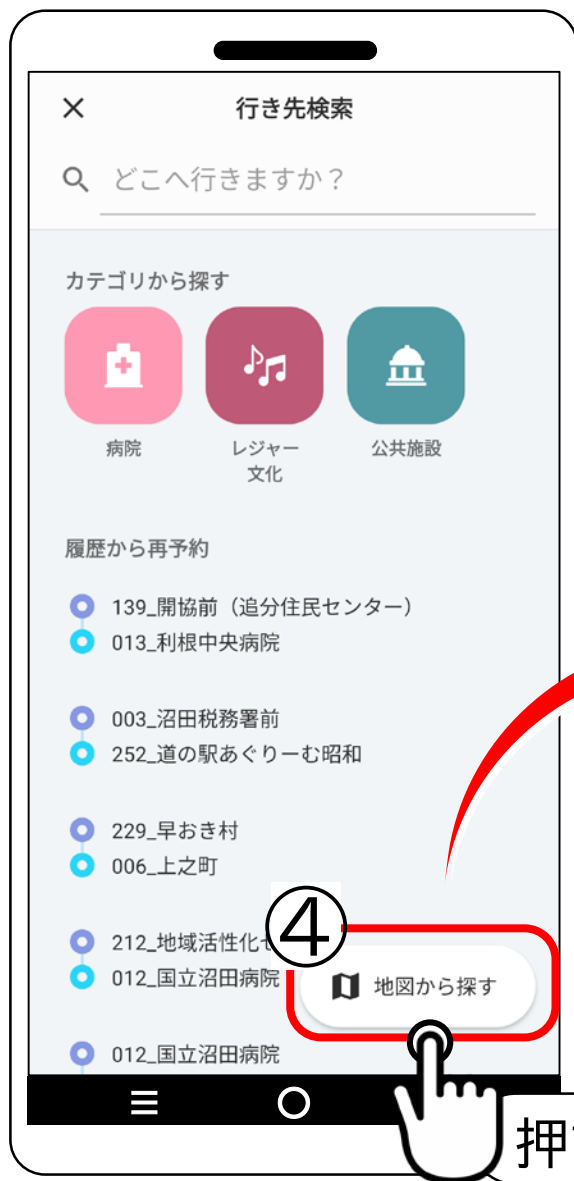 行き先検索
どこへ行きますか？
カテゴリから探す
病院
レジャー
文化
公共施設
履歴から再予約
139_開協前（追分住民センター）
013_利根中央病院
003_沼田税務署前
252_道の駅あぐりーむ昭和
229_早おき村
006_上之町
212_地域活性化
④
012_国立沼田病院
地図から探す
012_国立沼田病院
押